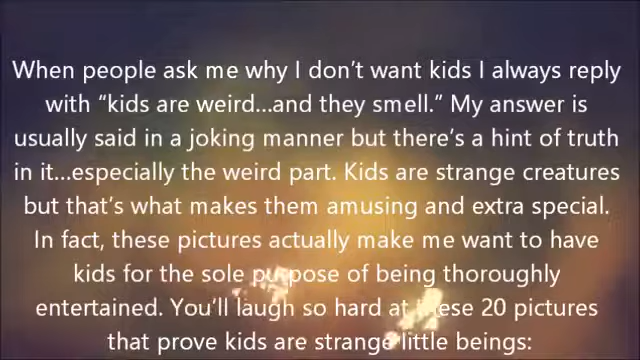 When people ask me why I don't want kids I always reply
with “kids are weird...and they smell.” My answer is
usually said in a joking manner but there's a hint of truth
in it...especially the weird part. Kids are strange creatures
but that's what makes them amusing and extra special.
In fact, these pictures actually make me want to have
kids for the sole purpose of being thoroughly
entertained. You'll laugh so hard at these 20 pictures
that prove kids are strange little beings: